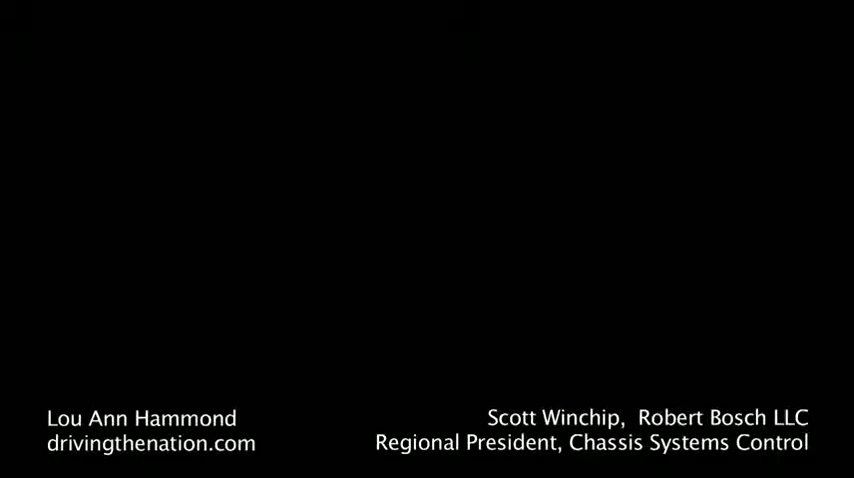 Lou Ann Hammond
drivingthenation.com
Scott Winchip,  Robert Bosch LLC
Regional President, Chassis Systems Control